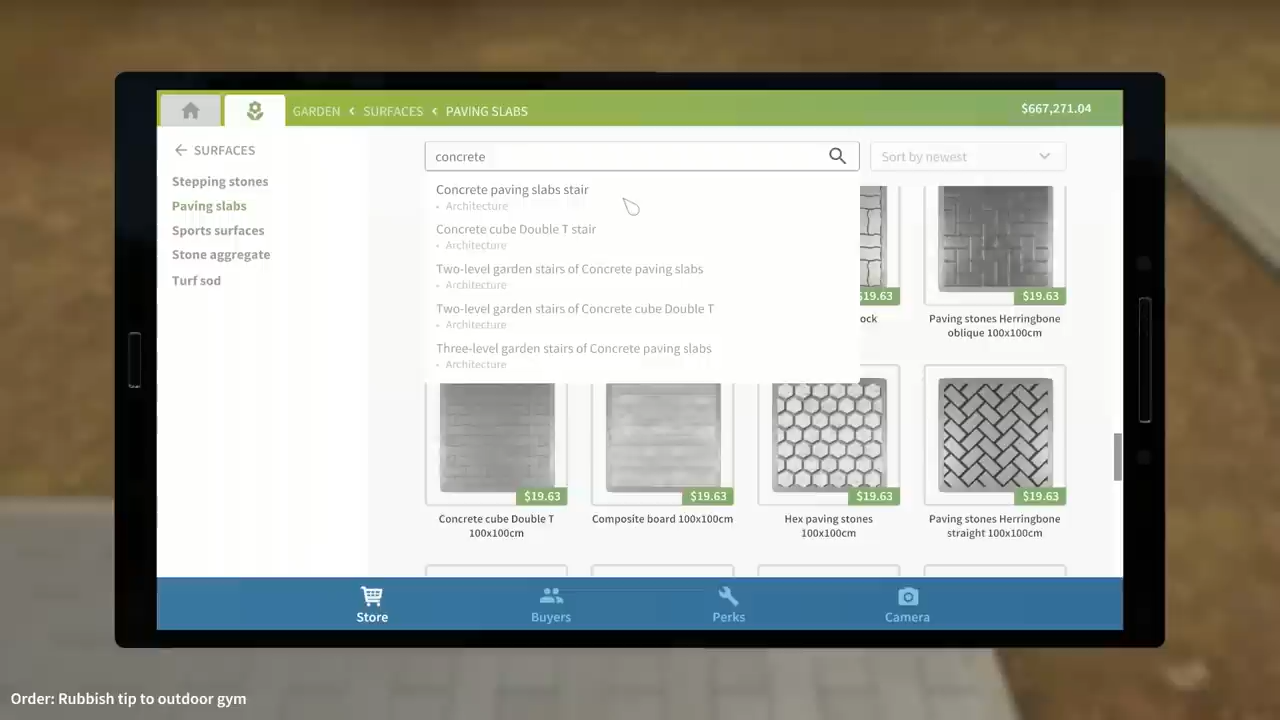 GARDEN < SURFACES < PAVING SLABS
$667,271.04
SURFACES
Stepping stones
Paving slabs
Sports surfaces
Stone aggregate
Turf sod
concrete
Sort by newest
Concrete paving slabs stair
• Architecture
Concrete cube Double T stair
• Architecture
Two-level garden stairs of Concrete paving slabs
• Architecture
Two-level garden stairs of Concrete cube Double T
• Architecture
Three-level garden stairs of Concrete paving slabs
• Architecture
$19.63
ock
$19.63
Paving stones Herringbone
oblique 100x100cm
$19.63
Concrete cube Double T
100x100cm
$19.63
Composite board 100x100cm
$19.63
Hex paving stones
100x100cm
$19.63
Paving stones Herringbone
straight 100x100cm
Store
Buyers
Perks
Camera
Order: Rubbish tip to outdoor gym